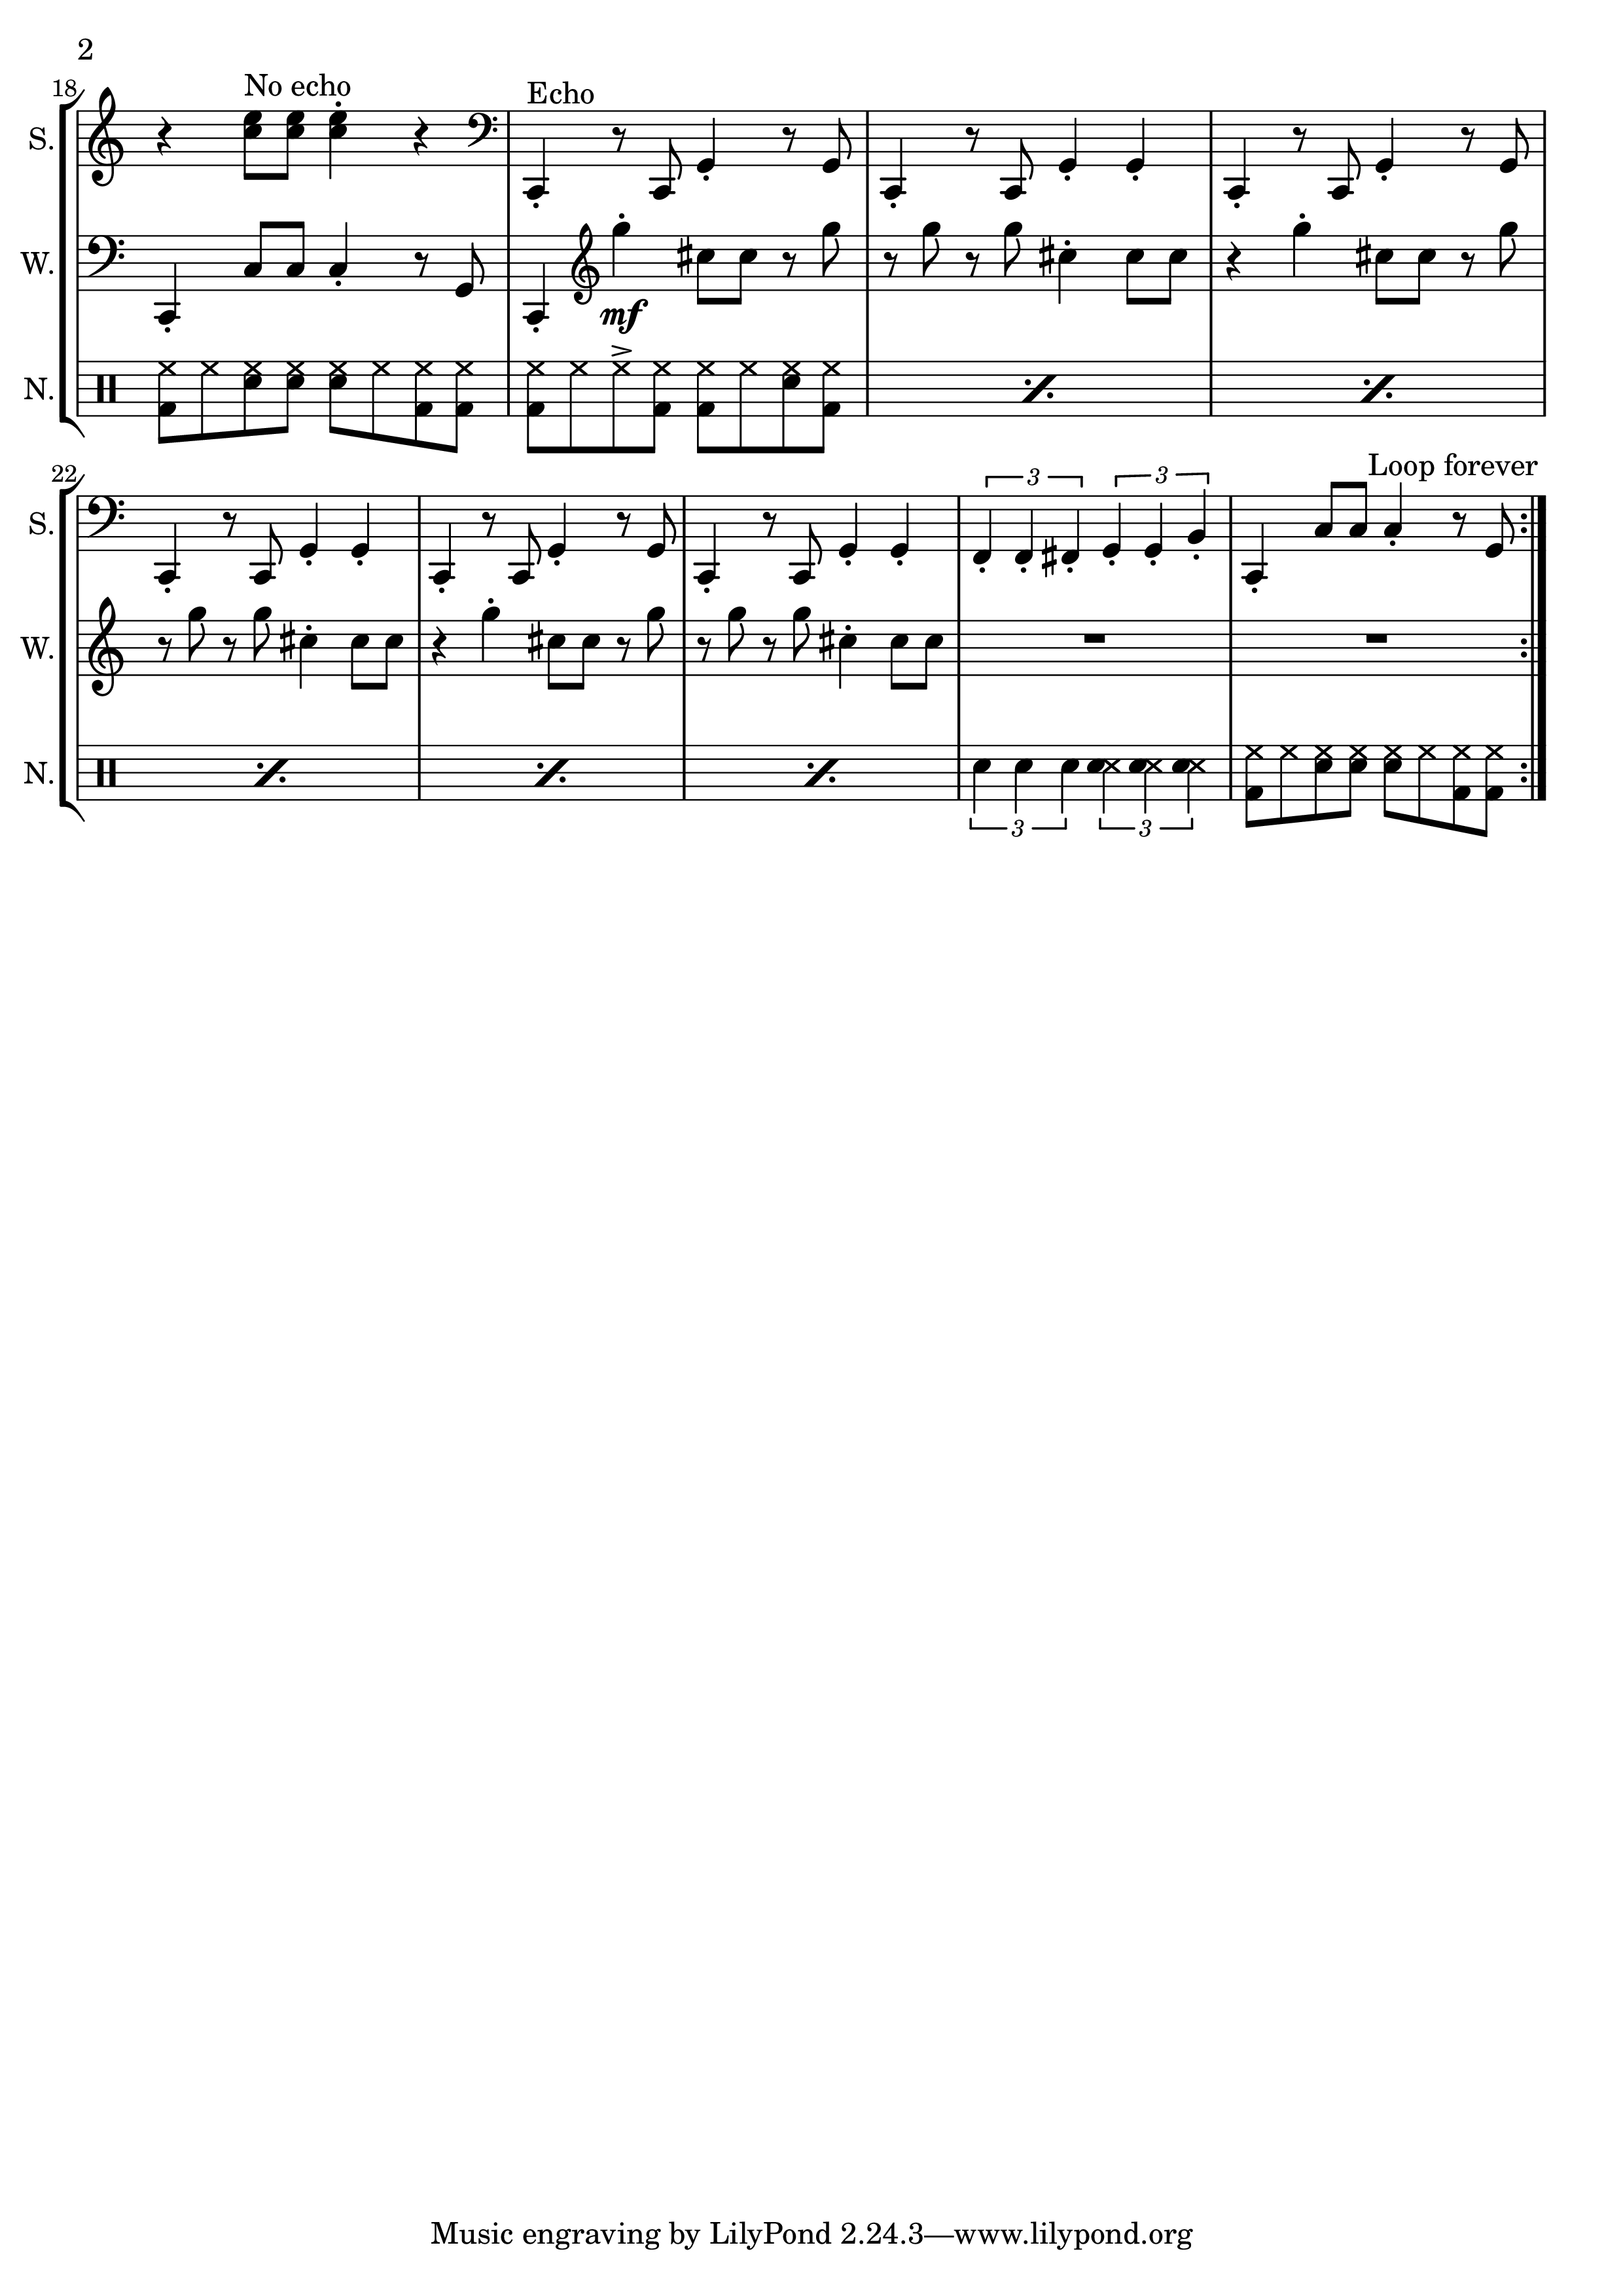 2
18
No echo
Echo
S.
W.
mf
N.
22
Loop forever
3 3
S.
W.
N.
3 3
Music engraving by LilyPond 2.24.3—www.lilypond.org